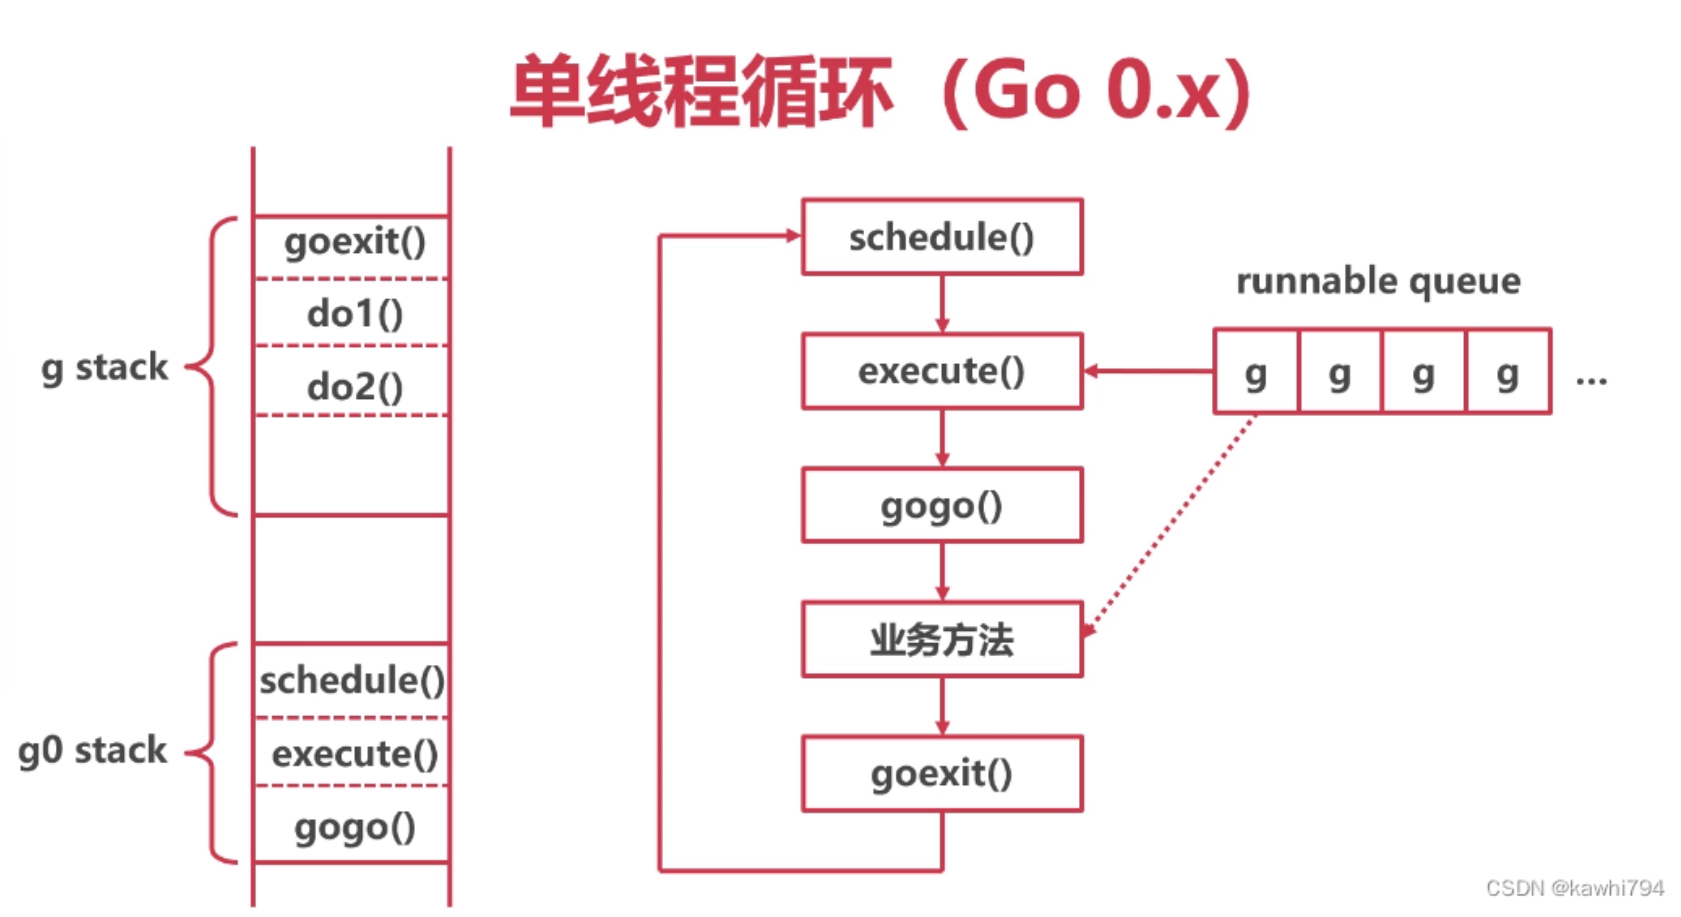 单线程循环（Go 0.x）
g stack
goexit()
do1()
do2()
g0 stack
schedule()
execute()
gogo()
schedule()
execute()
gogo()
业务方法
goexit()
runnable queue
g g g g ...
CSDN @kawhi794